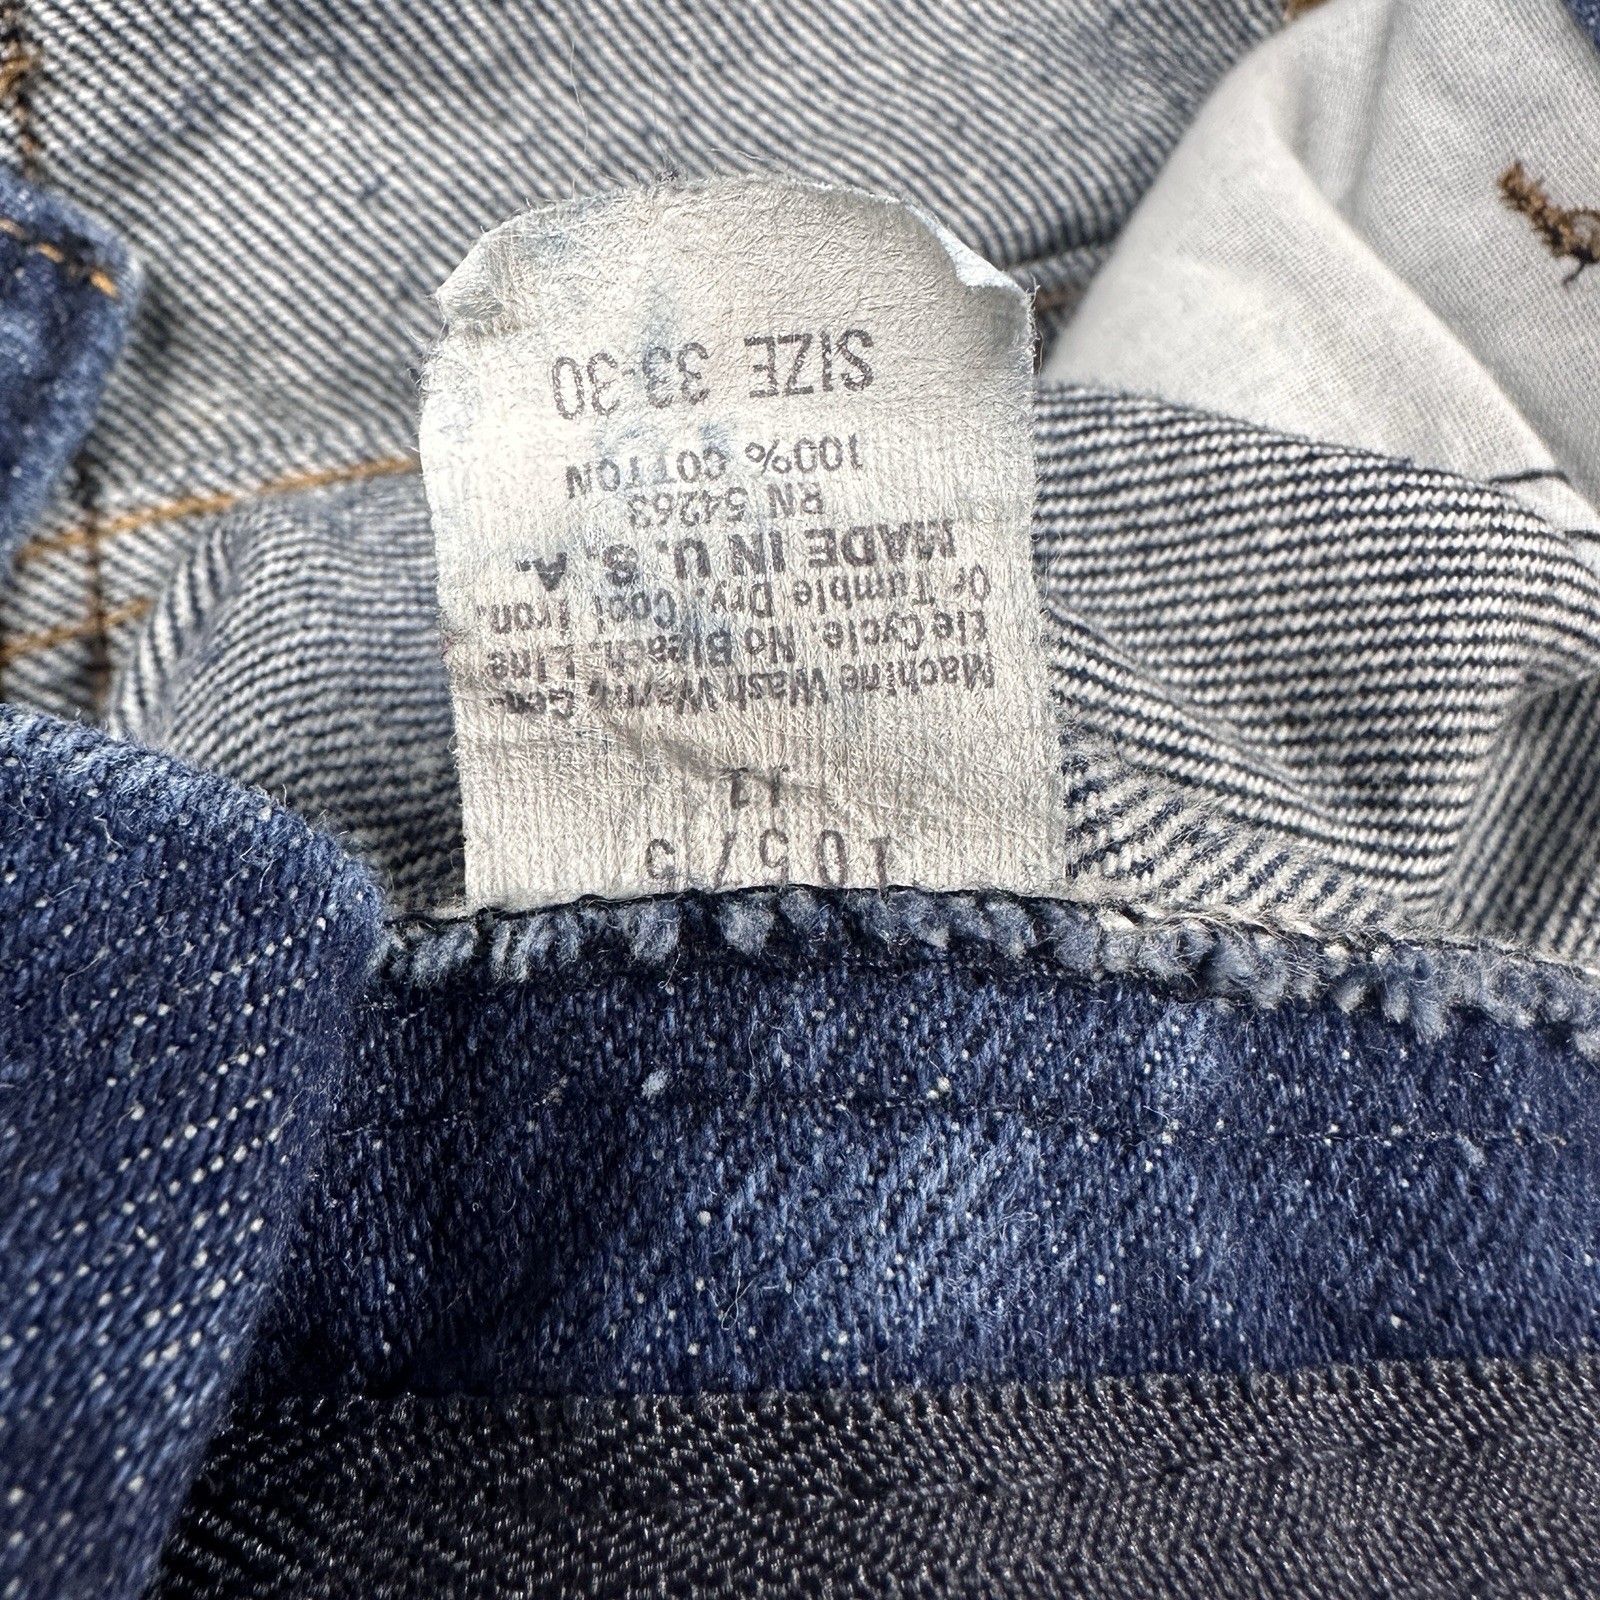 105/5
11
Machine Wash Warm, Gen-
tle Cycle, No Bleach, Line
Or Tumble Dry, Cool Iron.
MADE IN U.S.A.
RN 54263
100% COTTON
SIZE 33-30